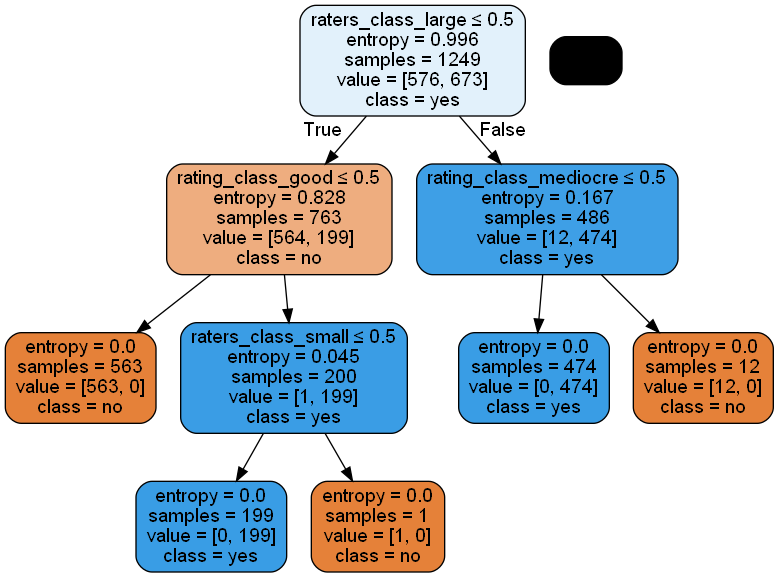 raters_class_large ≤ 0.5
entropy = 0.996
samples = 1249
value = [576, 673]
class = yes
True
False
rating_class_good ≤ 0.5
entropy = 0.828
samples = 763
value = [564, 199]
class = no
rating_class_mediocre ≤ 0.5
entropy = 0.167
samples = 486
value = [12, 474]
class = yes
entropy = 0.0
samples = 563
value = [563, 0]
class = no
raters_class_small ≤ 0.5
entropy = 0.045
samples = 200
value = [1, 199]
class = yes
entropy = 0.0
samples = 474
value = [0, 474]
class = yes
entropy = 0.0
samples = 12
value = [12, 0]
class = no
entropy = 0.0
samples = 199
value = [0, 199]
class = yes
entropy = 0.0
samples = 1
value = [1, 0]
class = no